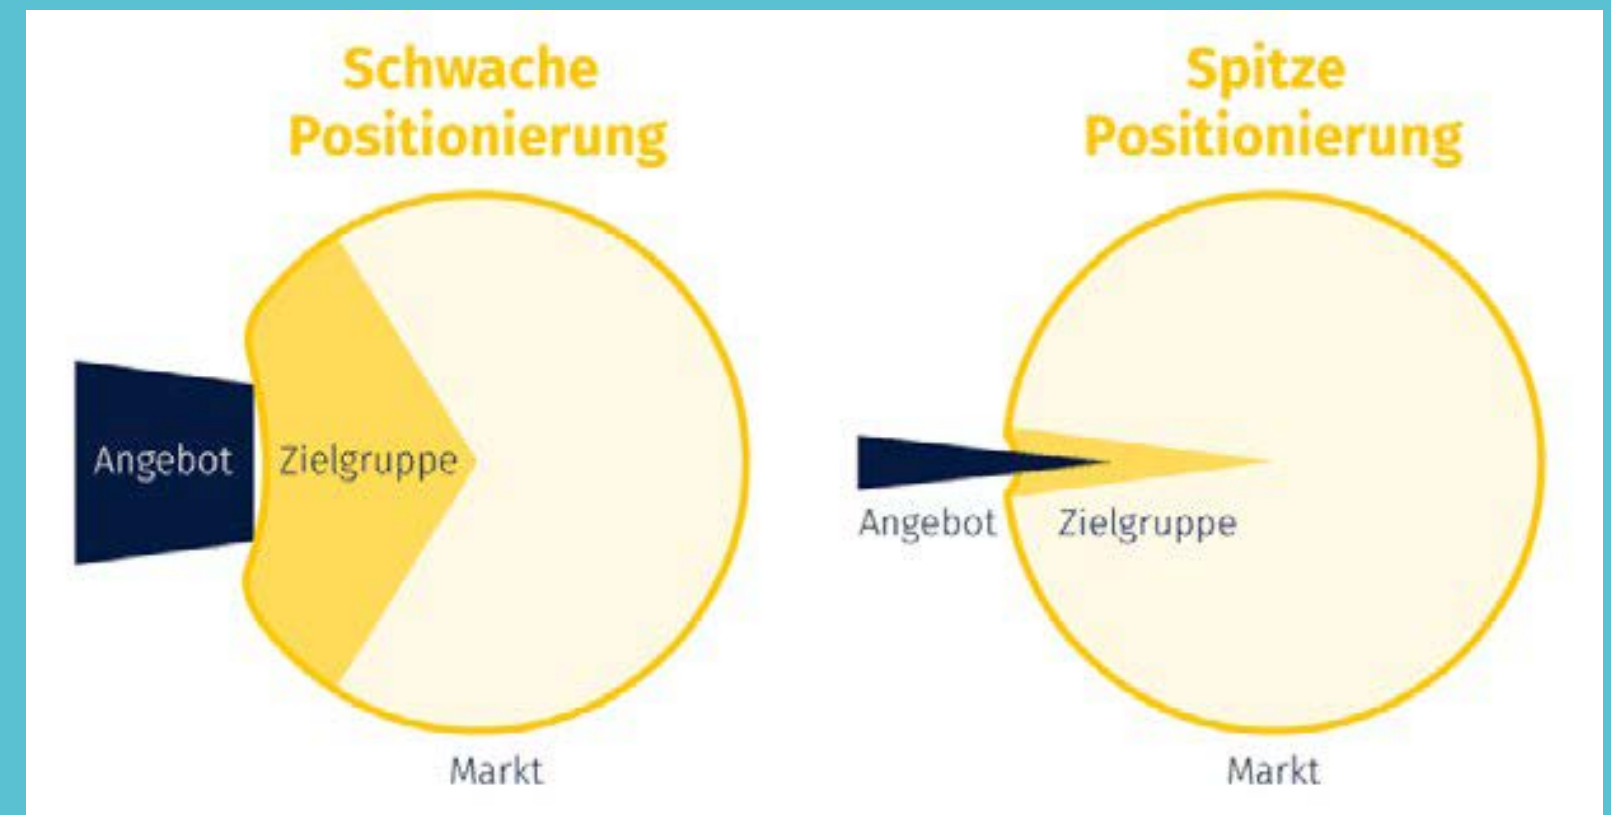 Schwache
Positionierung
Angebot
Zielgruppe
Markt
Spitze
Positionierung
Angebot
Zielgruppe
Markt